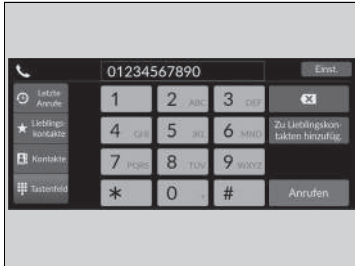 01234567890
Einst.
Letzte
Anrufe
Lieblings-
kontakte
Kontakte
Tastenfeld
1
2 ABC
3 DEF
4 GHI
5 JKL
6 MNO
7 PQRS
8 TUV
9 WXYZ
*
0
#
Zu Lieblingskon-
takten hinzufüg.
Anrufen